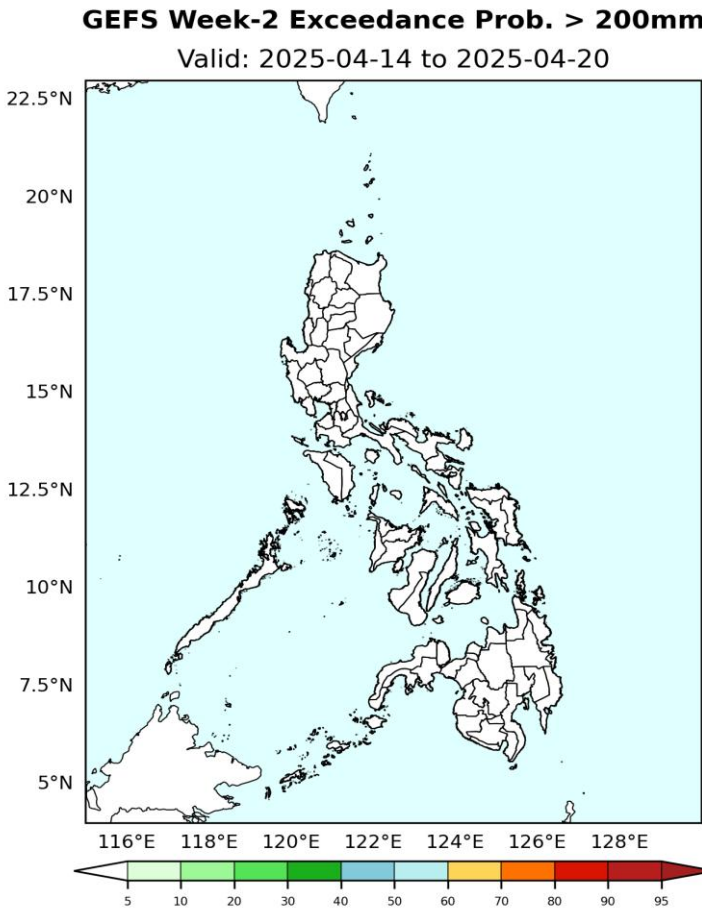 GEFS Week-2 Exceedance Prob. > 200mm
Valid: 2025-04-14 to 2025-04-20
22.5°N
20°N
17.5°N
15°N
12.5°N
10°N
7.5°N
5°N
116°E 118°E 120°E 122°E 124°E 126°E 128°E
5 10 20 30 40 50 60 70 80 90 95